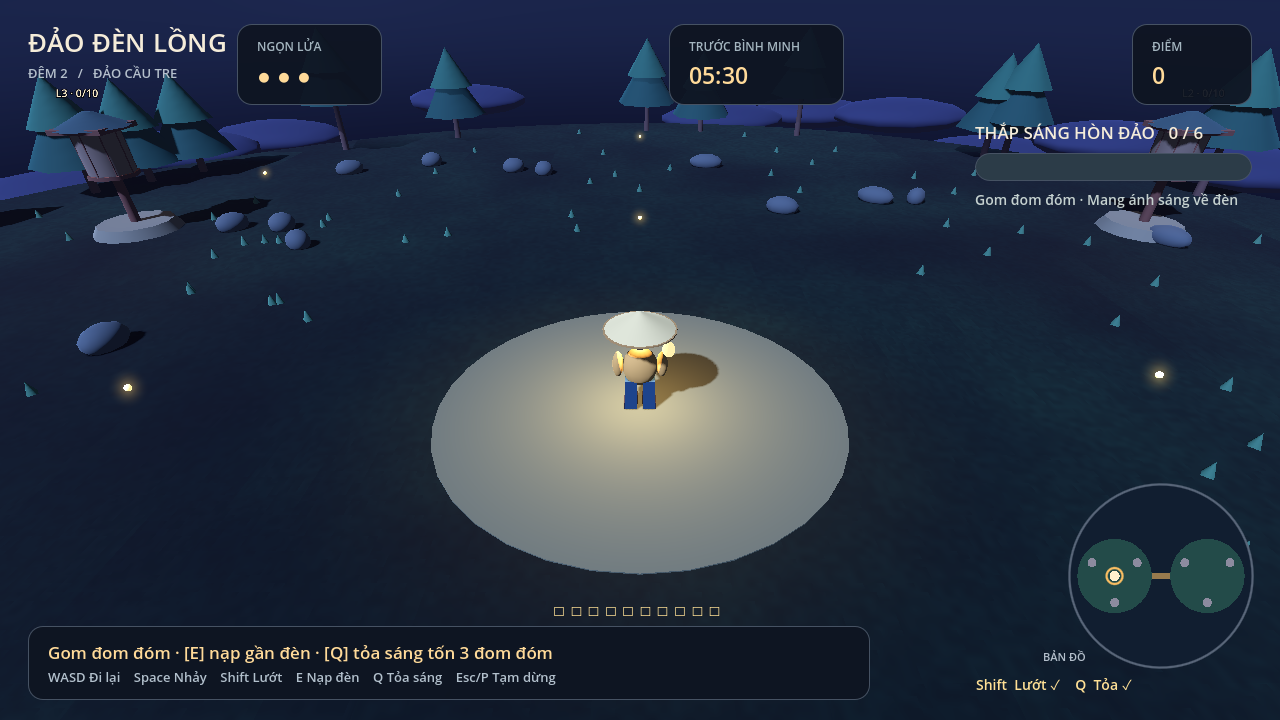 ĐẢO ĐÈN LỒNG
ĐÊM 2 / ĐẢO CẦU TRE
NGỌN LỬA
TRƯỚC BÌNH MINH
05:30
ĐIỂM
0
L3 · 0/10
L2 · 0/10
THẮP SÁNG HÒN ĐẢO 0 / 6
Gom đom đóm · Mang ánh sáng về đèn
Gom đom đóm · [E] nạp gần đèn · [Q] tỏa sáng tốn 3 đom đóm
WASD Đi lại Space Nhảy Shift Lướt E Nạp đèn Q Tỏa sáng Esc/P Tạm dừng
BẢN ĐỒ
Shift Lướt ✓ Q Tỏa ✓